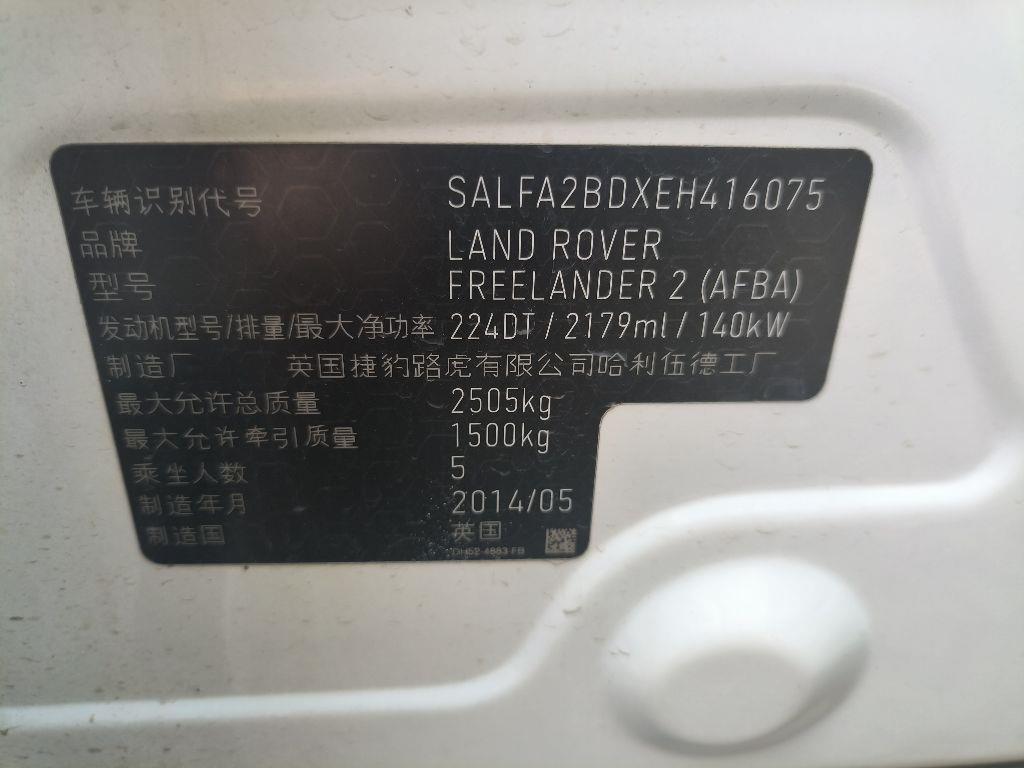 车辆识别代号 SALFA2BDXEH416075
品牌 LAND ROVER
型号 FREELANDER 2 (AFBA)
发动机型号/排量/最大净功率 224DT / 2179ml / 140kW
制造厂 英国捷豹路虎有限公司哈利伍德工厂
最大允许总质量 2505kg
最大允许牵引质量 1500kg
乘坐人数 5
制造年月 2014/05
制造国 英国
DH52-4883 FB